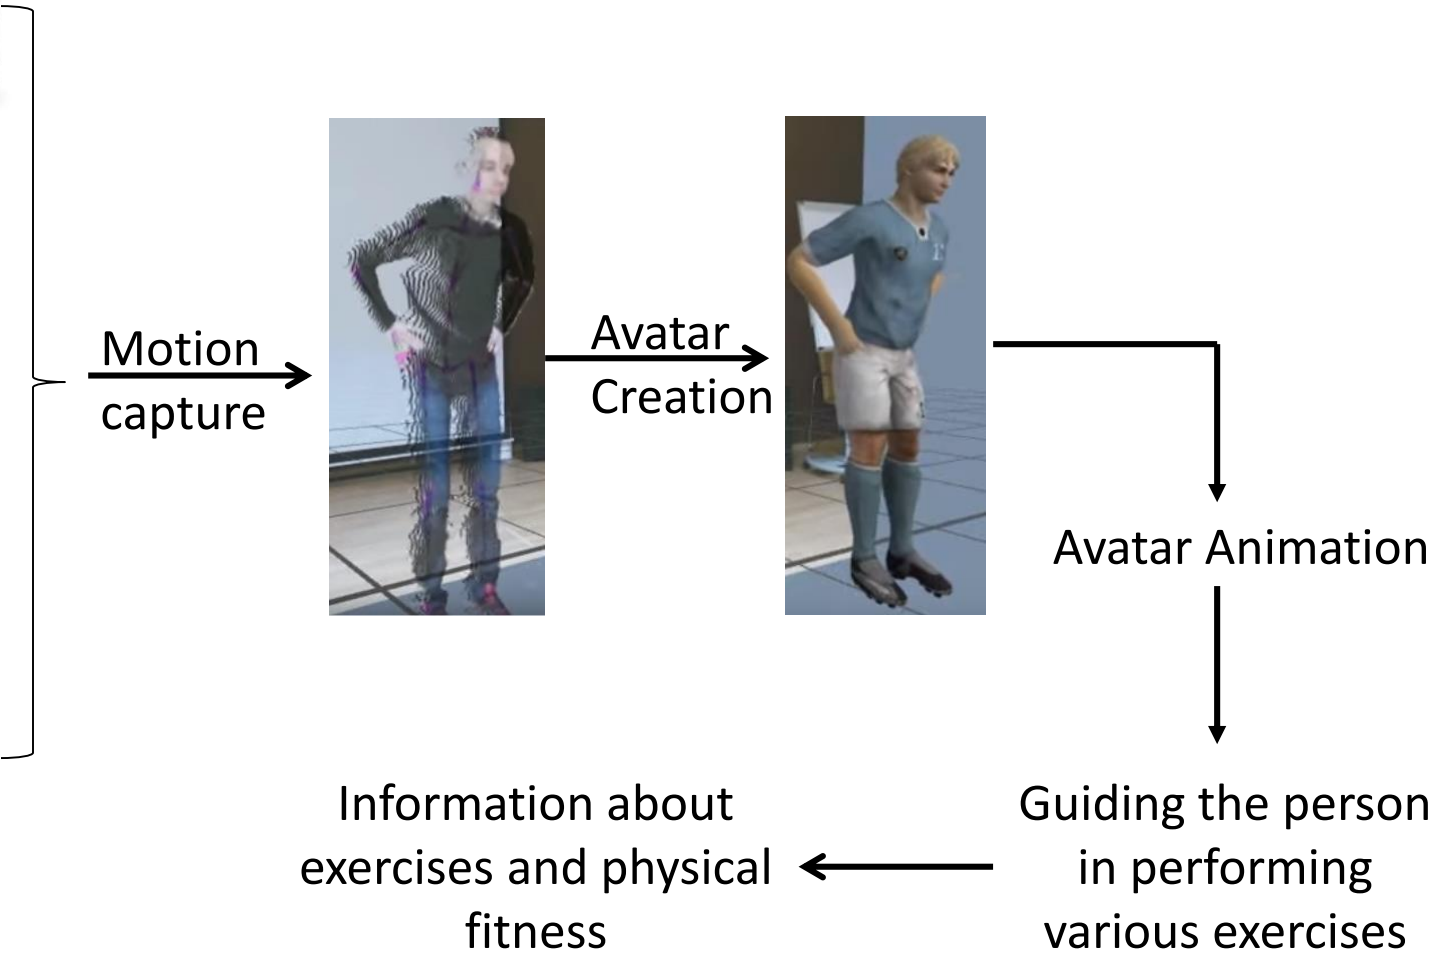 Motion
capture
Avatar
Creation
Avatar Animation
Information about
exercises and physical
fitness
Guiding the person
in performing
various exercises